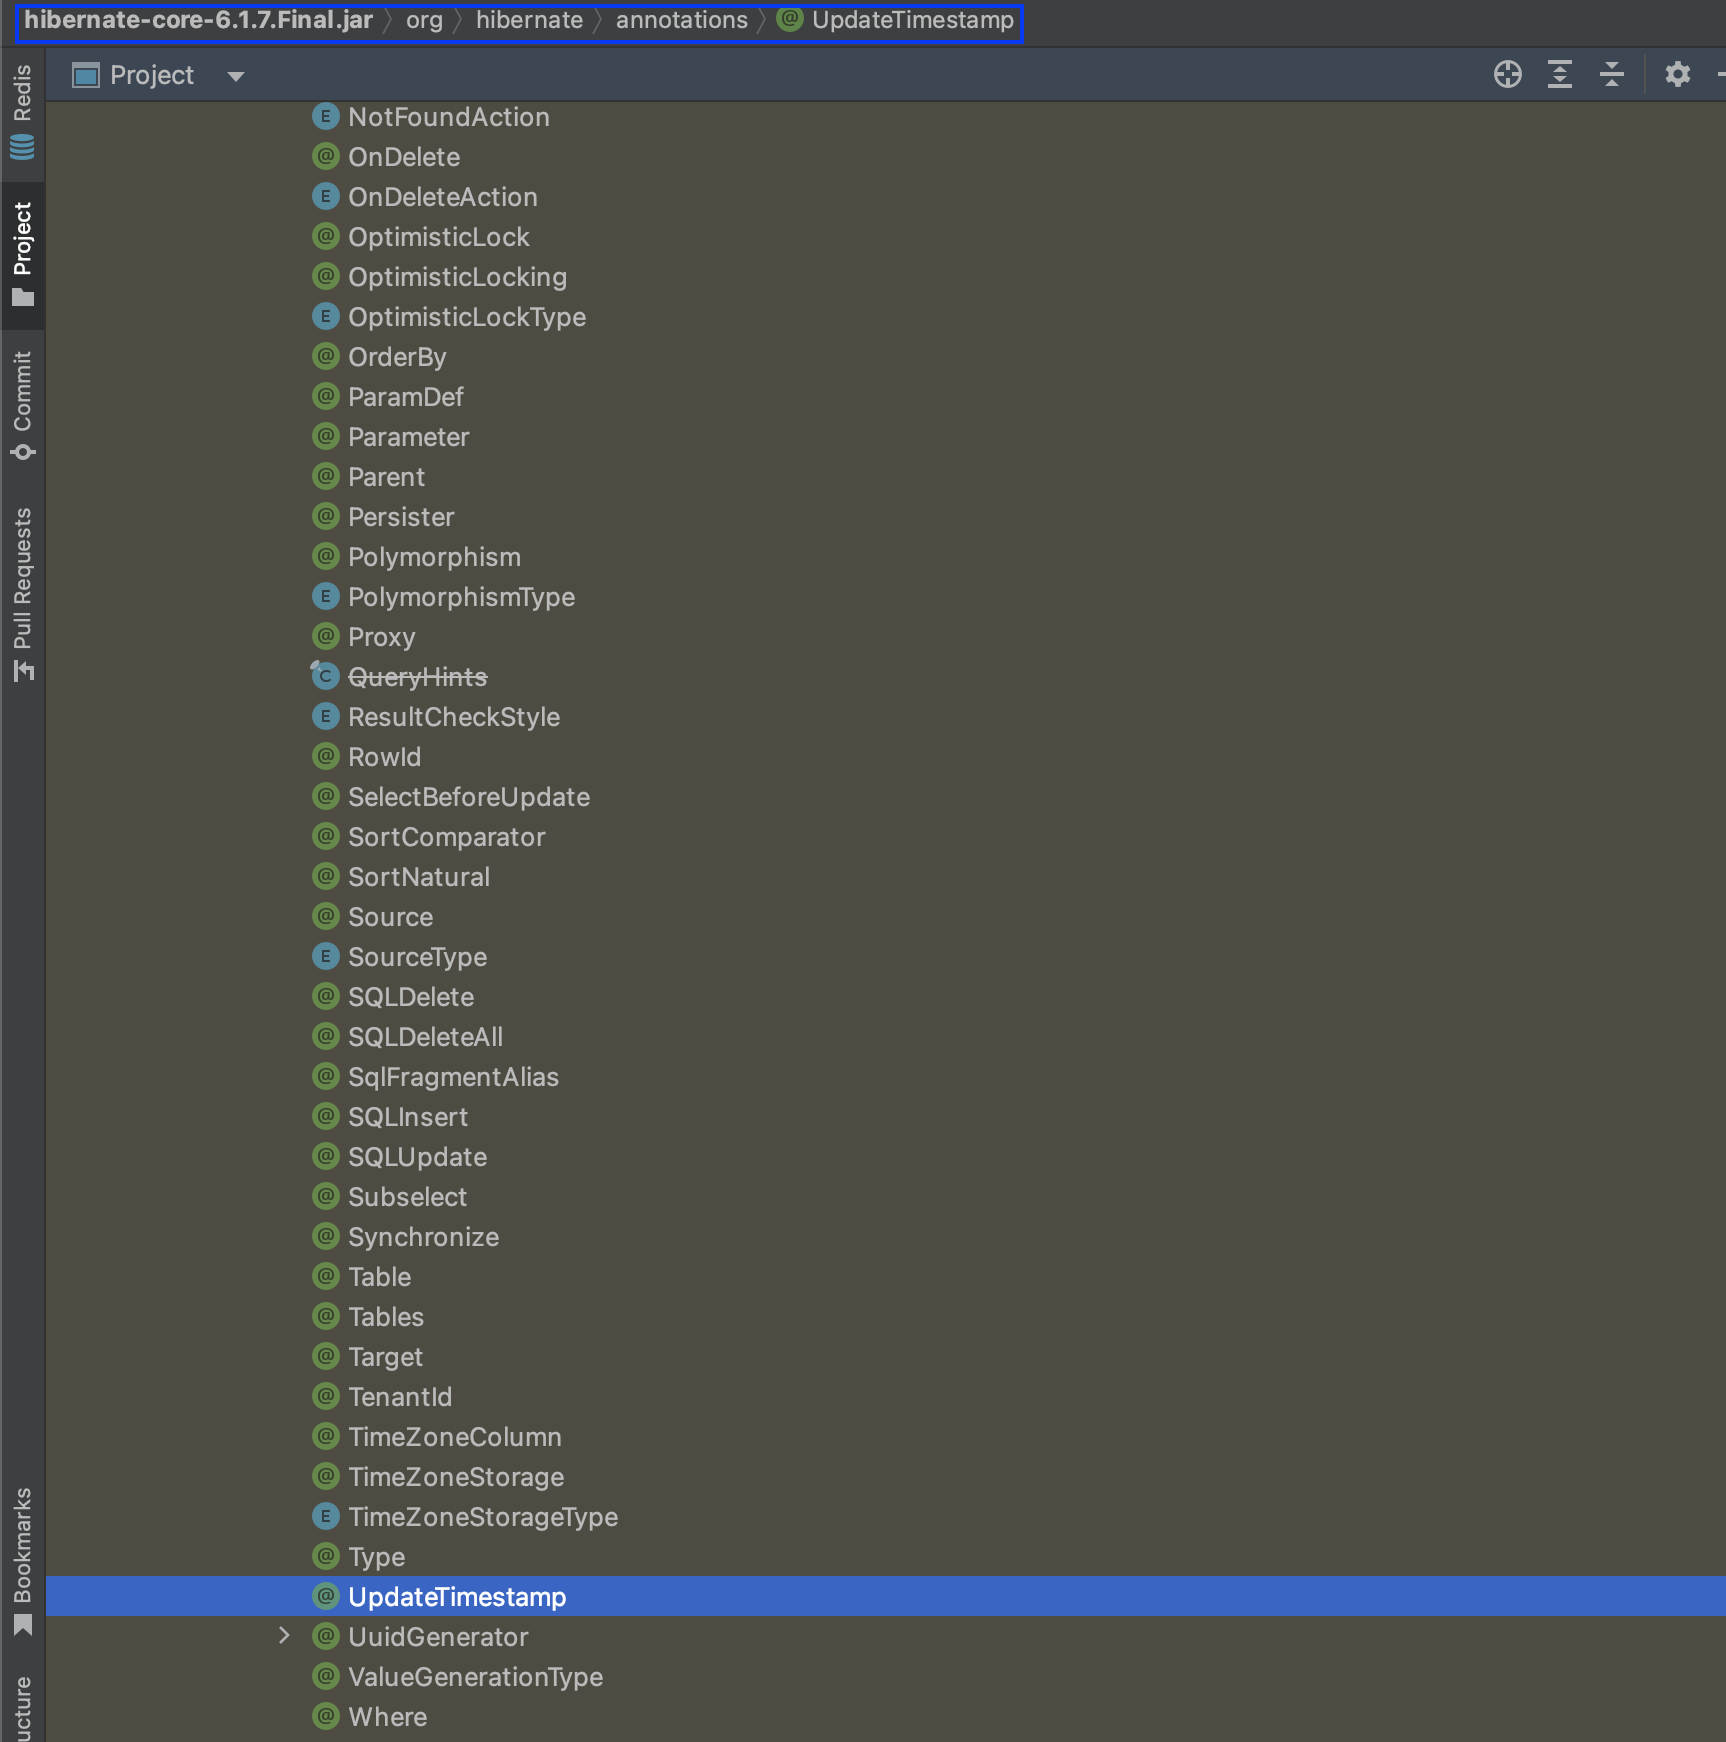 hibernate-core-6.1.7.Final.jar org hibernate annotations @ UpdateTimestamp
Project
Redis
Project
Commit
Pull Requests
Bookmarks
ucture
E NotFoundAction
@ OnDelete
E OnDeleteAction
@ OptimisticLock
@ OptimisticLocking
E OptimisticLockType
@ OrderBy
@ ParamDef
@ Parameter
@ Parent
@ Persister
@ Polymorphism
E PolymorphismType
@ Proxy
C QueryHints
E ResultCheckStyle
@ RowId
@ SelectBeforeUpdate
@ SortComparator
@ SortNatural
@ Source
E SourceType
@ SQLDelete
@ SQLDeleteAll
@ SqlFragmentAlias
@ SQLInsert
@ SQLUpdate
@ Subselect
@ Synchronize
@ Table
@ Tables
@ Target
@ TenantId
@ TimeZoneColumn
@ TimeZoneStorage
E TimeZoneStorageType
@ Type
@ UpdateTimestamp
@ UuidGenerator
@ ValueGenerationType
@ Where